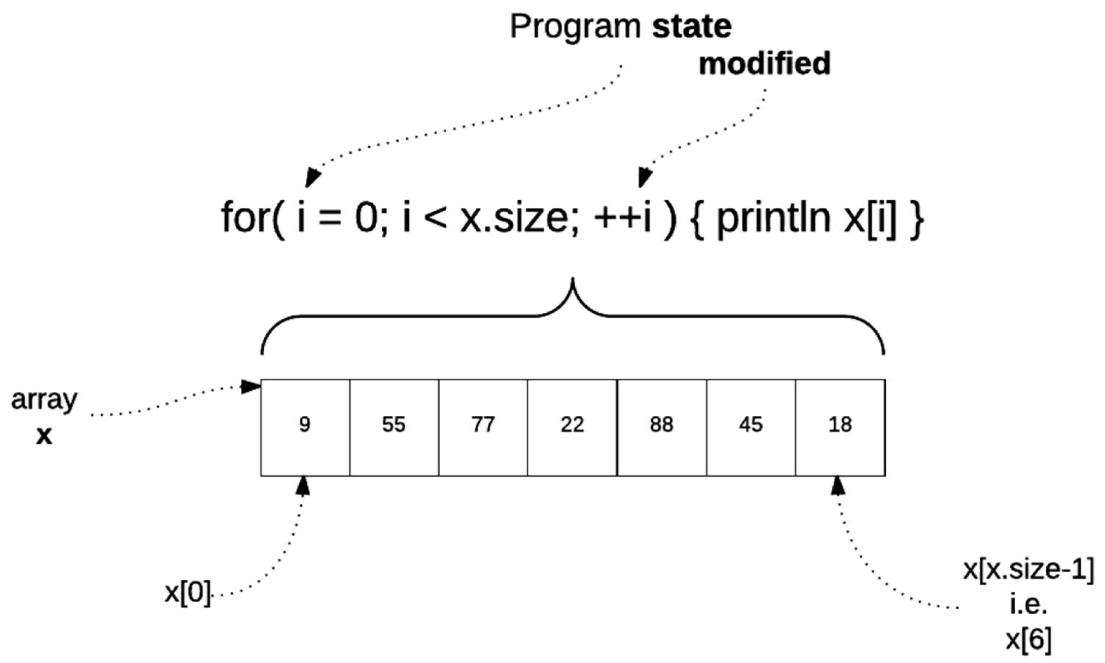 Program state
modified
for( i = 0; i < x.size; ++i ) { println x[i] }
array
x
9 55 77 22 88 45 18
x[0]
x[x.size-1]
i.e.
x[6]